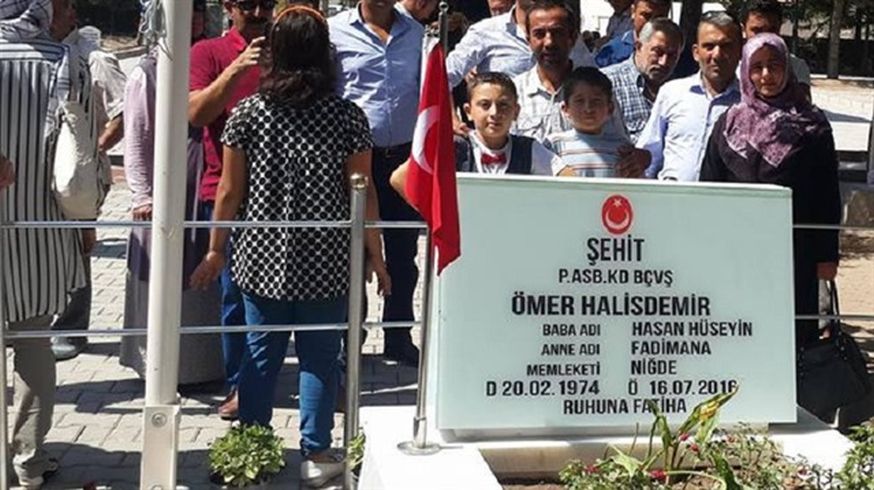 ŞEHİT
P.ASB.KD BÇVŞ
ÖMER HALİSDEMİR
BABA ADI HASAN HÜSEYİN
ANNE ADI FADİMANA
MEMLEKETİ NİĞDE
D 20.02.1974 Ö 16.07.2016
RUHUNA FATİHA